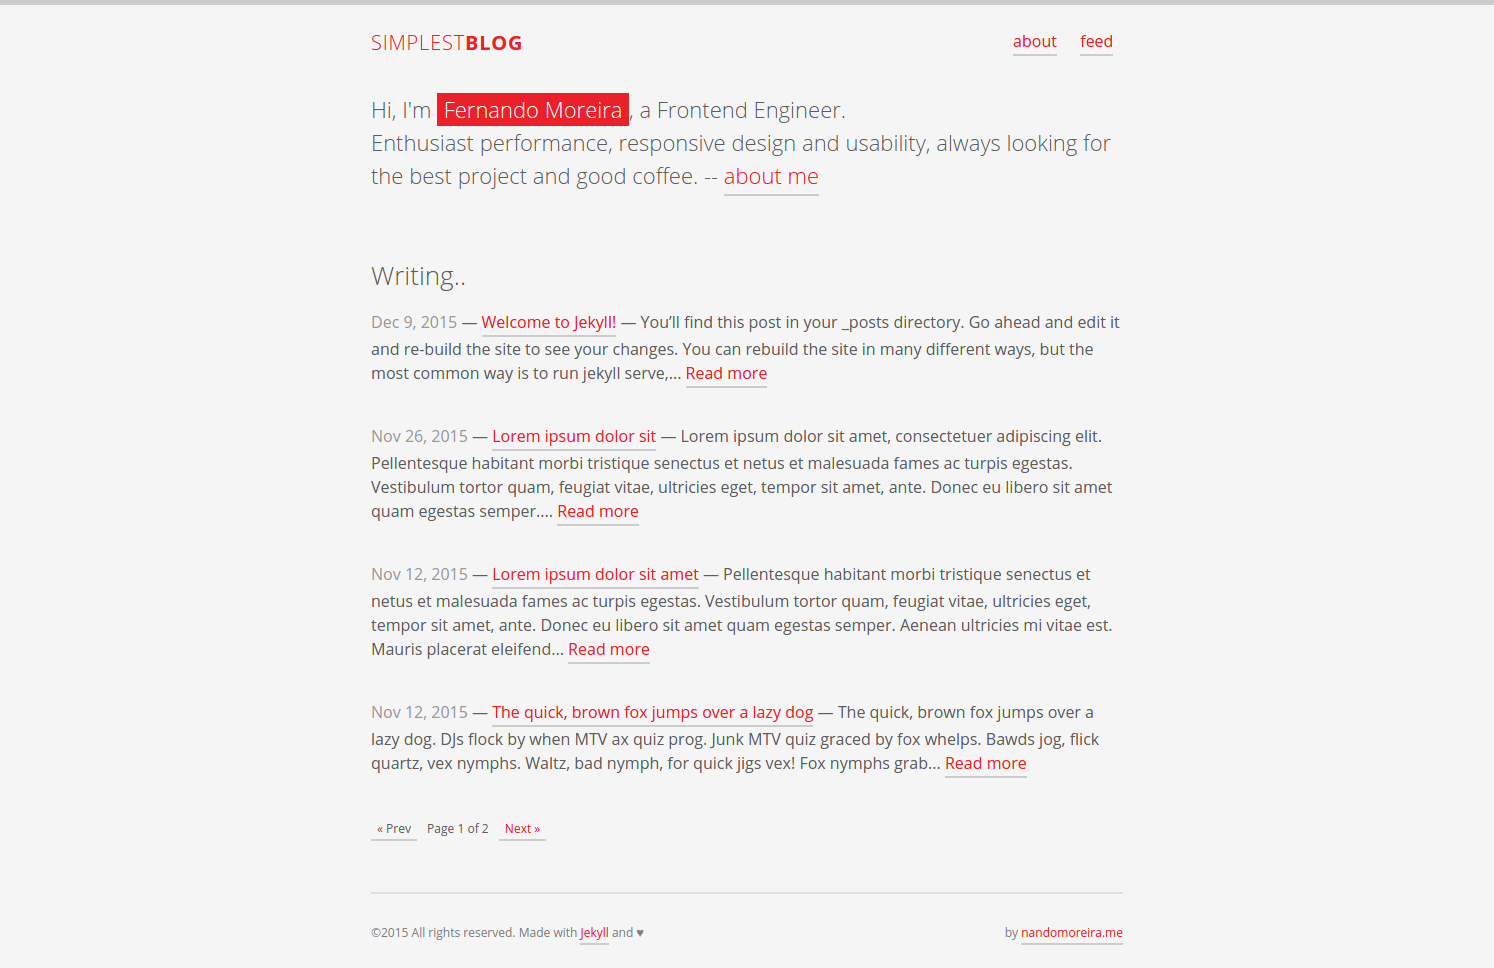 SIMPLESTBLOG
about feed
Hi, I'm Fernando Moreira, a Frontend Engineer.
Enthusiast performance, responsive design and usability, always looking for
the best project and good coffee. -- about me
Writing..
Dec 9, 2015 — Welcome to Jekyll! — You’ll find this post in your _posts directory. Go ahead and edit it
and re-build the site to see your changes. You can rebuild the site in many different ways, but the
most common way is to run jekyll serve,... Read more
Nov 26, 2015 — Lorem ipsum dolor sit — Lorem ipsum dolor sit amet, consectetuer adipiscing elit.
Pellentesque habitant morbi tristique senectus et netus et malesuada fames ac turpis egestas.
Vestibulum tortor quam, feugiat vitae, ultricies eget, tempor sit amet, ante. Donec eu libero sit amet
quam egestas semper.... Read more
Nov 12, 2015 — Lorem ipsum dolor sit amet — Pellentesque habitant morbi tristique senectus et
netus et malesuada fames ac turpis egestas. Vestibulum tortor quam, feugiat vitae, ultricies eget,
tempor sit amet, ante. Donec eu libero sit amet quam egestas semper. Aenean ultricies mi vitae est.
Mauris placerat eleifend... Read more
Nov 12, 2015 — The quick, brown fox jumps over a lazy dog — The quick, brown fox jumps over a
lazy dog. DJs flock by when MTV ax quiz prog. Junk MTV quiz graced by fox whelps. Bawds jog, flick
quartz, vex nymphs. Waltz, bad nymph, for quick jigs vex! Fox nymphs grab... Read more
« Prev Page 1 of 2 Next »
©2015 All rights reserved. Made with Jekyll and ♥
by nandomoreira.me